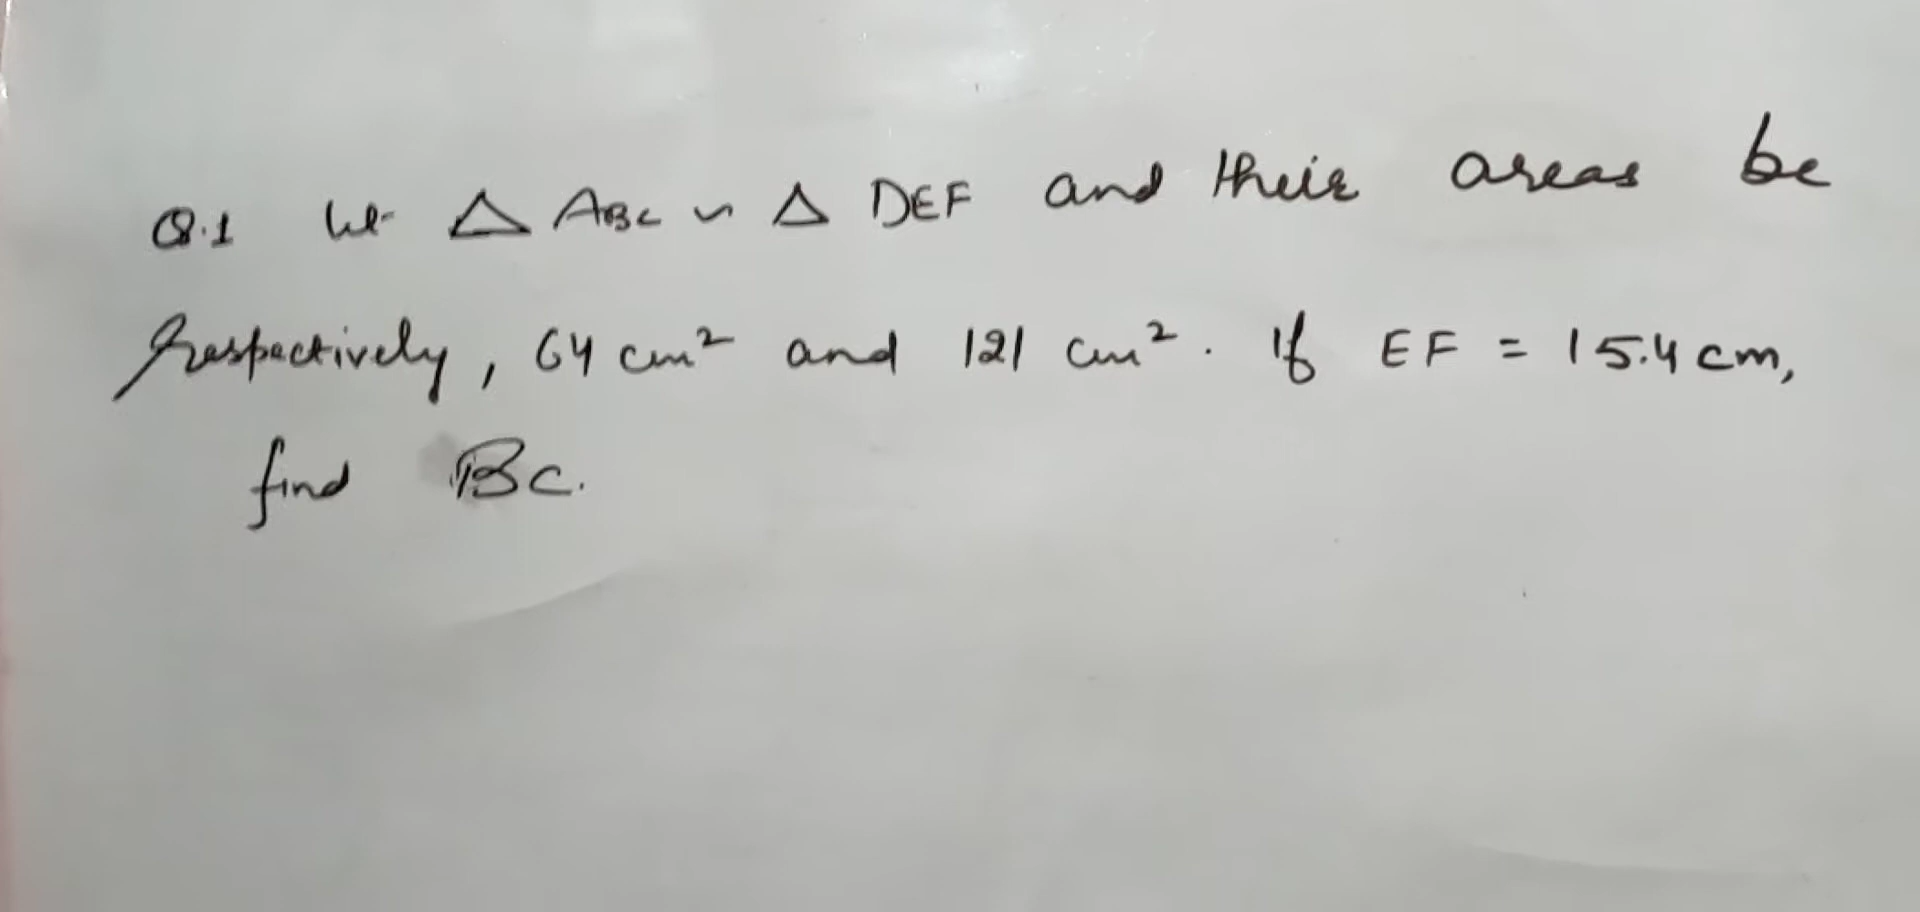 Q.1 let △ ABC ~ △ DEF and their areas be
respectively, 64 cm² and 121 cm². If EF = 15.4 cm,
find BC.